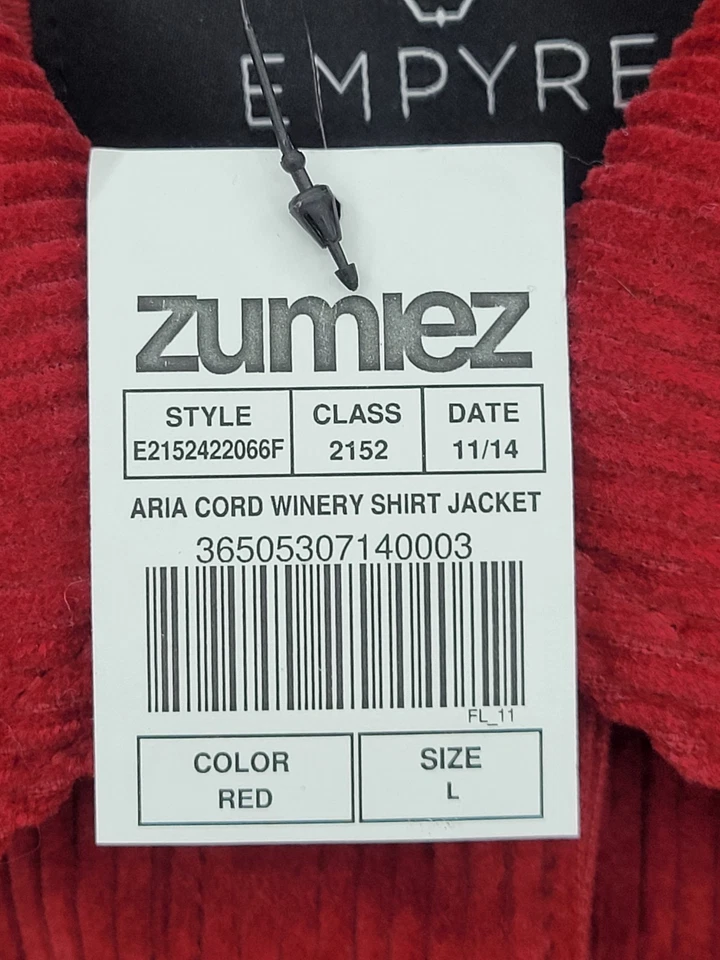 EMPYRE
zumiez
STYLE CLASS DATE
E2152422066F 2152 11/14
ARIA CORD WINERY SHIRT JACKET
36505307140003
FL_11
COLOR SIZE
RED L